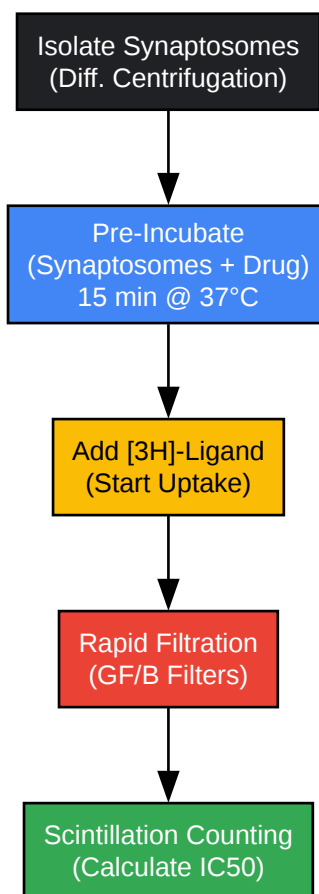 Isolate Synaptosomes
(Diff. Centrifugation)
Pre-Incubate
(Synaptosomes + Drug)
15 min @ 37°C
Add [3H]-Ligand
(Start Uptake)
Rapid Filtration
(GF/B Filters)
Scintillation Counting
(Calculate IC50)